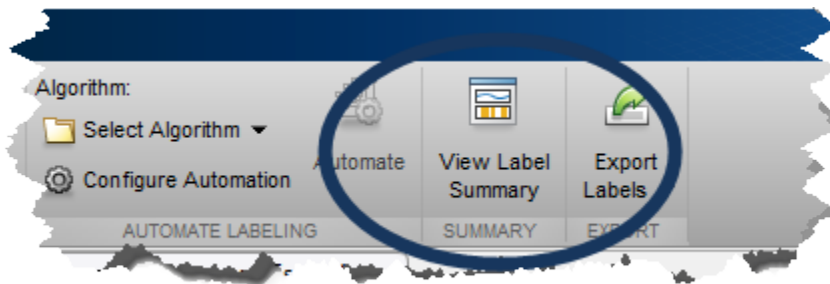 Algorithm:
Select Algorithm
Configure Automation
Automate
View Label
Summary
Export
Labels
AUTOMATE LABELING
SUMMARY
EXPORT